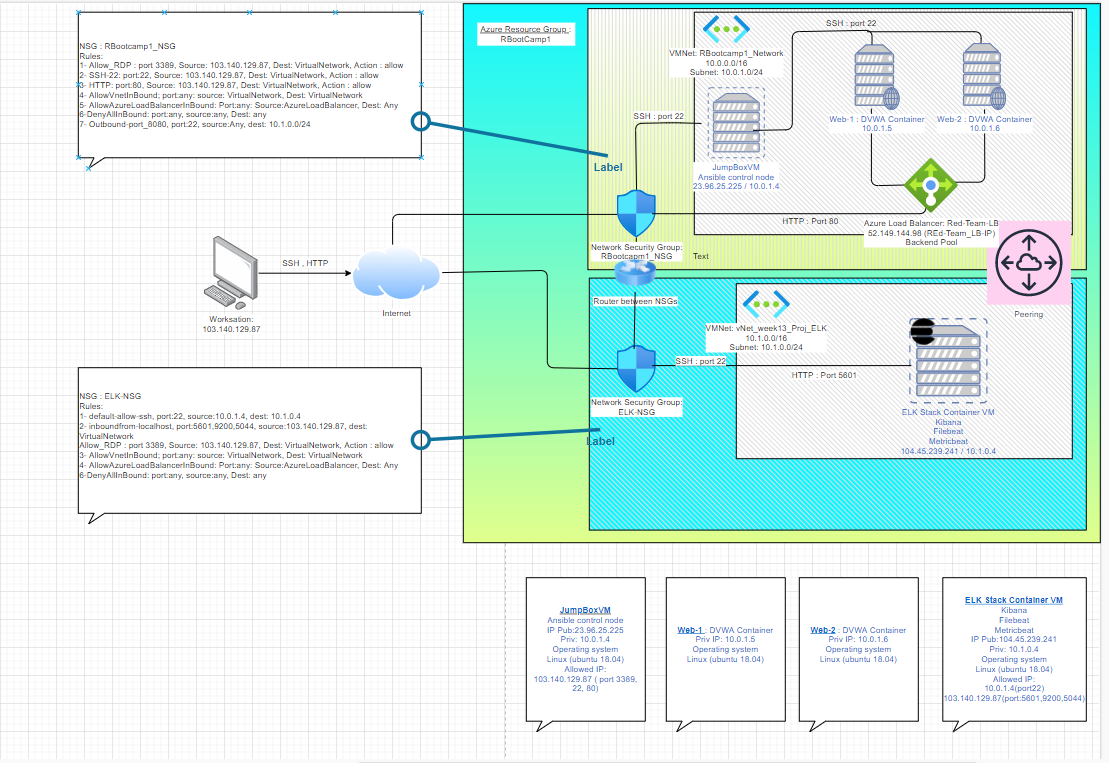 NSG : RBootcamp1_NSG
Rules:
1- Allow_RDP : port 3389, Source: 103.140.129.87, Dest: VirtualNetwork, Action : allow
2- SSH-22: port:22, Source: 103.140.129.87, Dest: VirtualNetwork, Action : allow
3- HTTP: port:80, Source: 103.140.129.87, Dest: VirtualNetwork, Action : allow
4- AllowVnetInBound; port:any: source: VirtualNetwork, Dest: VirtualNetwork
5- AllowAzureLoadBalancerInBound: Port:any: Source:AzureLoadBalancer, Dest: Any
6-DenyAllInBound: port:any, source:any, Dest: any
7- Outbound-port_8080, port:22, source:Any, dest: 10.1.0.0/24
Label
Azure Resource Group :
RBootCamp1
VMNet: RBootcamp1_Network
10.0.0.0/16
Subnet: 10.0.1.0/24
SSH : port 22
SSH : port 22
Web-1 : DVWA Container
10.0.1.5
Web-2 : DVWA Container
10.0.1.6
JumpBoxVM
Ansible control node
23.96.25.225 / 10.0.1.4
HTTP : Port 80
Azure Load Balancer: Red-Team-LB
52.149.144.98 (REd-Team_LB-IP)
Backend Pool
Network Security Group:
RBootcapm1_NSG
Text
SSH , HTTP
Worksation:
103.140.129.87
Internet
Router between NSGs
Peering
VMNet: vNet_week13_Proj_ELK
10.1.0.0/16
Subnet: 10.1.0.0/24
SSH : port 22
HTTP : Port 5601
Network Security Group:
ELK-NSG
ELK Stack Container VM
Kibana
Filebeat
Metricbeat
104.45.239.241 / 10.1.0.4
NSG : ELK-NSG
Rules:
1- default-allow-ssh, port:22, source:10.0.1.4, dest: 10.1.0.4
2- inboundfrom-localhost, port:5601,9200,5044, source:103.140.129.87, dest:
VirtualNetwork
Allow_RDP : port 3389, Source: 103.140.129.87, Dest: VirtualNetwork, Action : allow
3- AllowVnetInBound; port:any: source: VirtualNetwork, Dest: VirtualNetwork
4- AllowAzureLoadBalancerInBound: Port:any: Source:AzureLoadBalancer, Dest: Any
6-DenyAllInBound: port:any, source:any, Dest: any
Label
JumpBoxVM
Ansible control node
IP Pub:23.96.25.225
Priv: 10.0.1.4
Operating system
Linux (ubuntu 18.04)
Allowed IP:
103.140.129.87 ( port 3389,
22, 80)
Web-1 : DVWA Container
Priv IP: 10.0.1.5
Operating system
Linux (ubuntu 18.04)
Web-2 : DVWA Container
Priv IP: 10.0.1.6
Operating system
Linux (ubuntu 18.04)
ELK Stack Container VM
Kibana
Filebeat
Metricbeat
IP Pub:104.45.239.241
Priv: 10.1.0.4
Operating system
Linux (ubuntu 18.04)
Allowed IP:
10.0.1.4(port22)
103.140.129.87(port:5601,9200,5044)